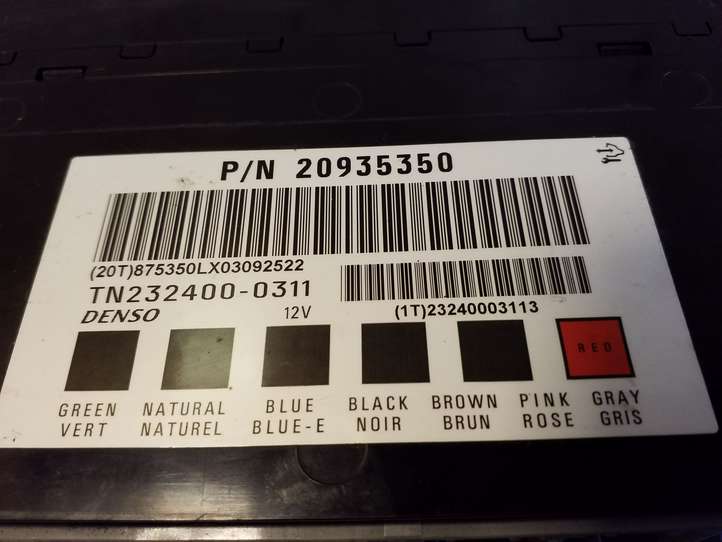 P/N 20935350
(20T)875350LX03092522
TN232400-0311
(1T)23240003113
DENSO 12V
RED
GREEN NATURAL BLUE BLACK BROWN PINK GRAY
VERT NATUREL BLUE-E NOIR BRUN ROSE GRIS